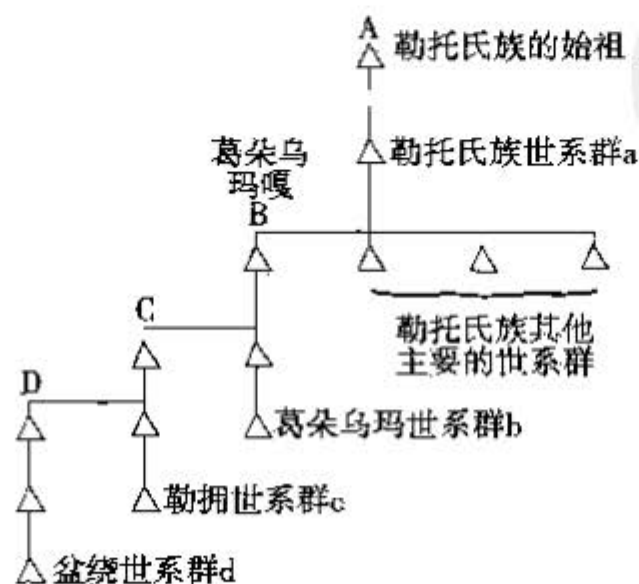 A
勒托氏族的始祖
勒托氏族世系群a
葛朵乌
玛嘎
B
勒托氏族其他
主要的世系群
C
葛朵乌玛世系群b
D
勒拥世系群c
盆绕世系群d